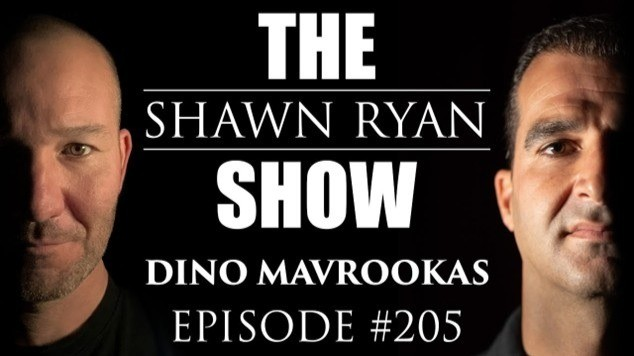 THE
SHAWN RYAN
SHOW
DINO MAVROOKAS
EPISODE #205